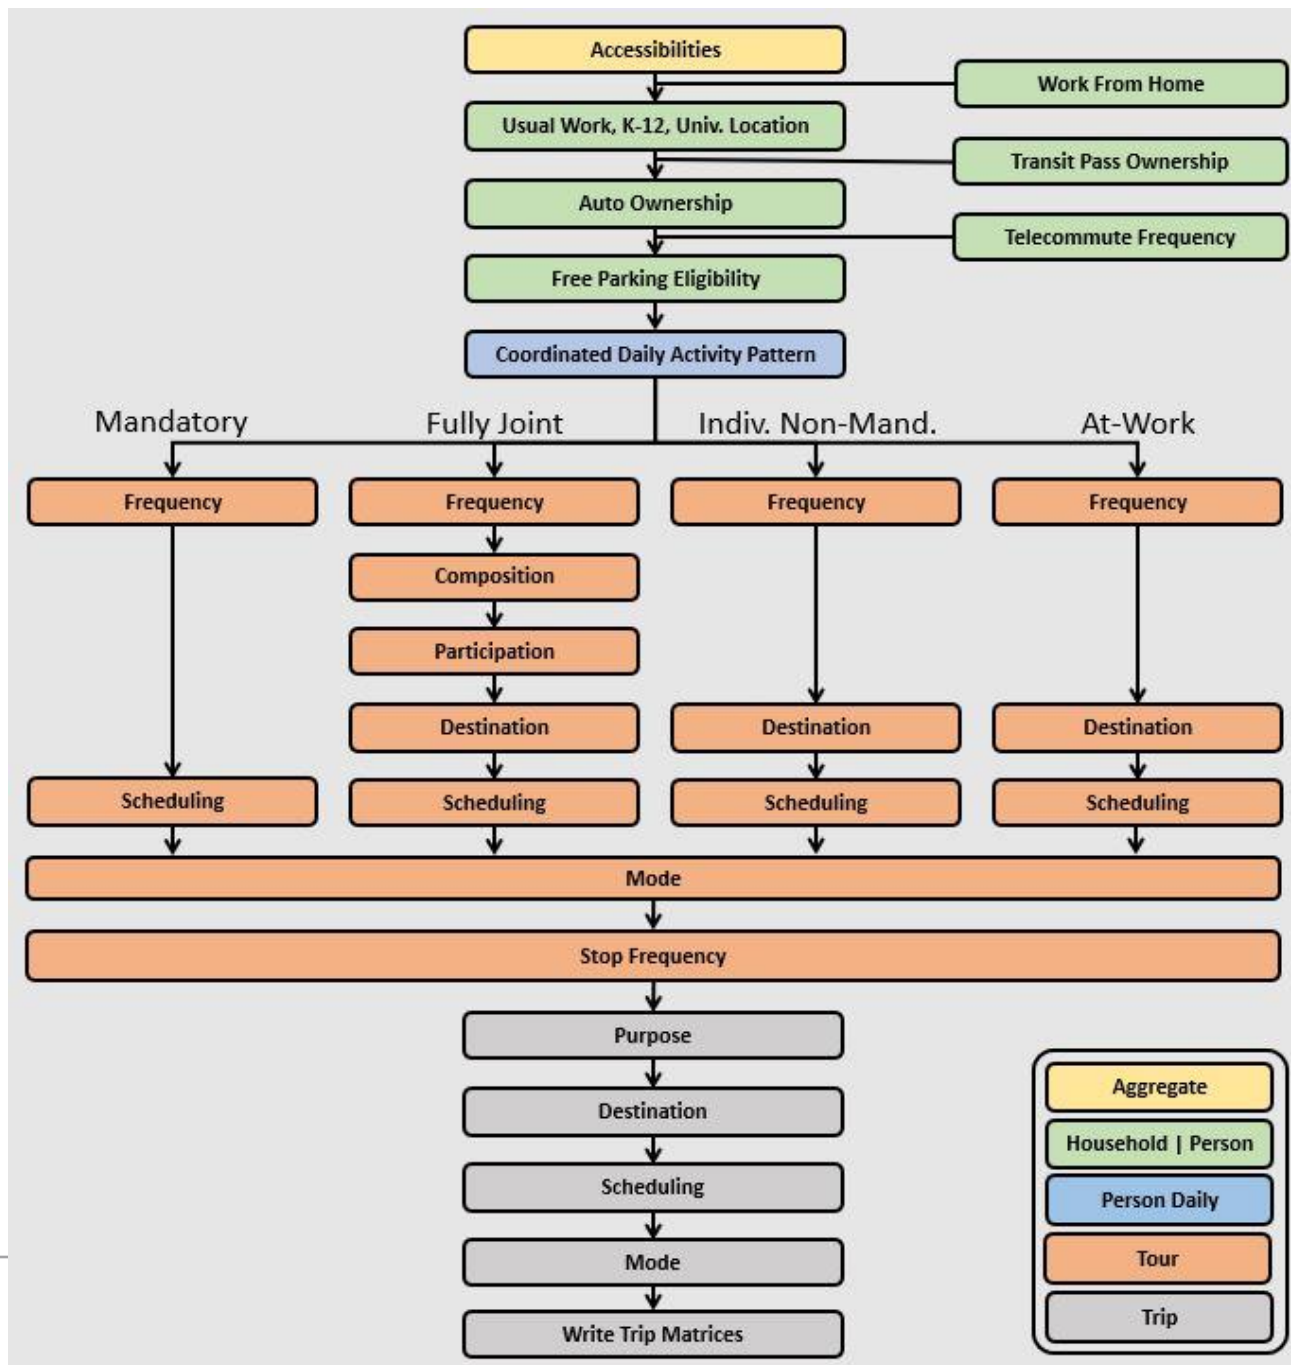 Accessibilities
Work From Home
Usual Work, K-12, Univ. Location
Transit Pass Ownership
Auto Ownership
Telecommute Frequency
Free Parking Eligibility
Coordinated Daily Activity Pattern
Mandatory
Fully Joint
Indiv. Non-Mand.
At-Work
Frequency
Frequency
Frequency
Frequency
Composition
Participation
Destination
Destination
Destination
Scheduling
Scheduling
Scheduling
Scheduling
Mode
Stop Frequency
Purpose
Destination
Scheduling
Mode
Write Trip Matrices
Aggregate
Household | Person
Person Daily
Tour
Trip